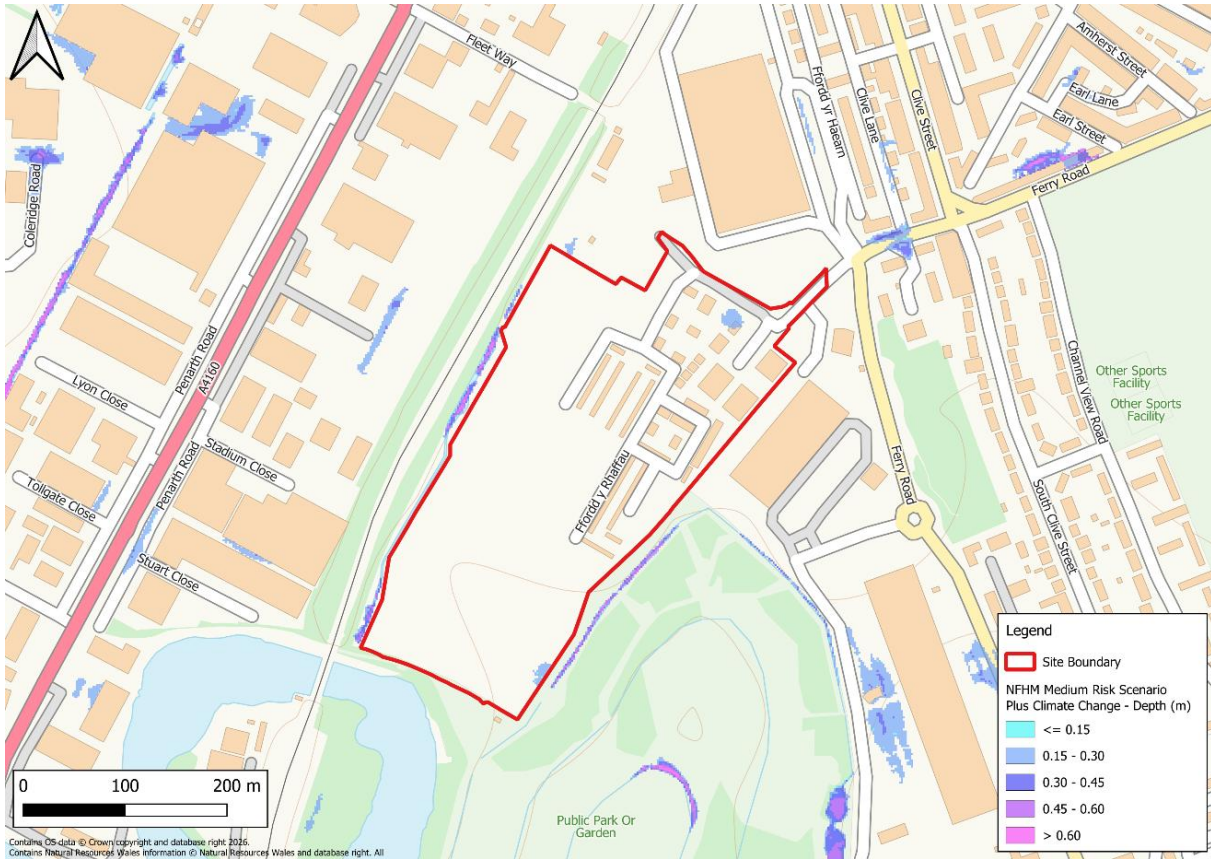 Fleet Way
Ffordd yr Haearn
Clive Lane
Clive Street
Amherst Street
Earl Lane
Earl Street
Ferry Road
Coleridge Road
Penarth Road
A4160
Lyon Close
Stadium Close
Penarth Road
Tollgate Close
Stuart Close
Ffordd y Rhaffau
Ferry Road
Channel View Road
South Clive Street
Other Sports
Facility
Other Sports
Facility
Public Park Or
Garden
0 100 200 m
Legend
Site Boundary
NFHM Medium Risk Scenario
Plus Climate Change - Depth (m)
<= 0.15
0.15 - 0.30
0.30 - 0.45
0.45 - 0.60
> 0.60
Contains OS data © Crown copyright and database right 2026.
Contains Natural Resources Wales information © Natural Resources Wales and database right. All